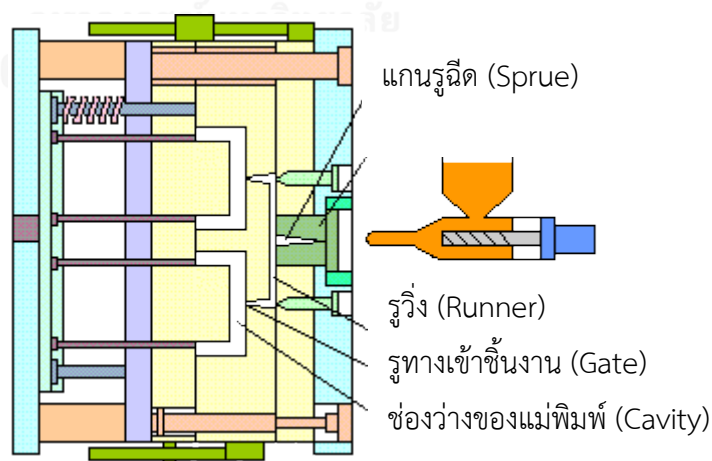 แกนรูฉีด (Sprue)
รูวิ่ง (Runner)
รูทางเข้าชิ้นงาน (Gate)
ช่องว่างของแม่พิมพ์ (Cavity)